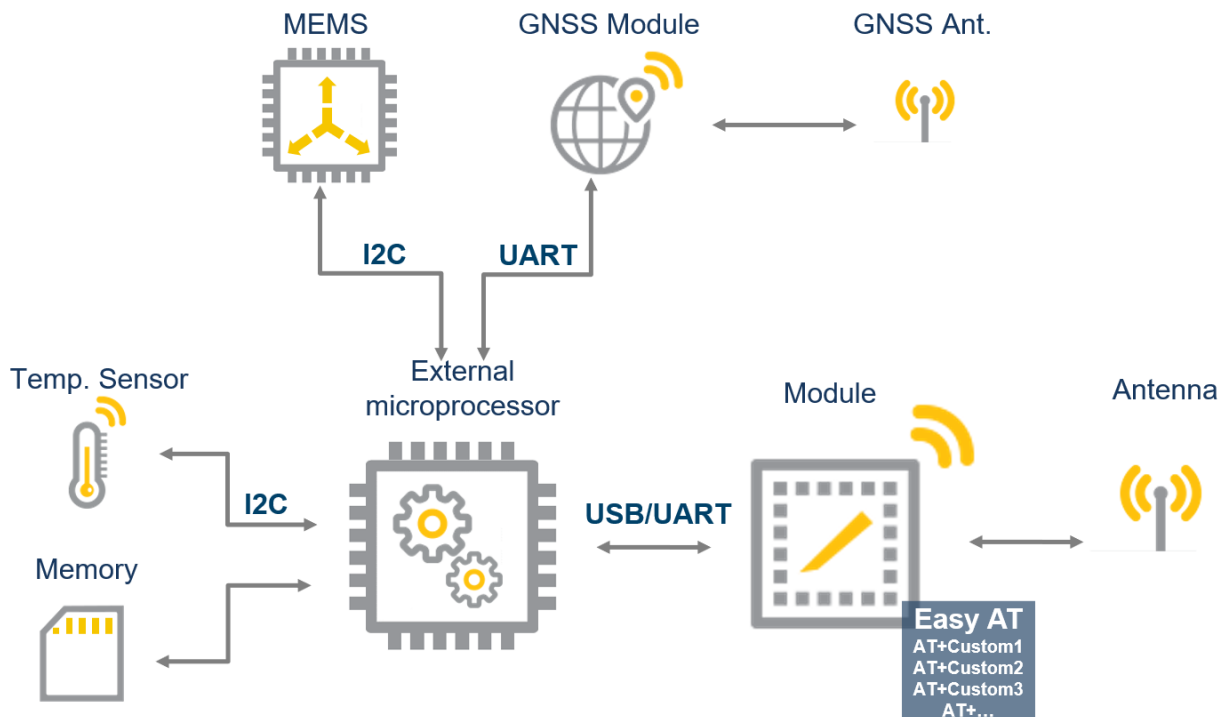 MEMS
GNSS Module
GNSS Ant.
I2C
UART
Temp. Sensor
External
microprocessor
Module
Antenna
I2C
USB/UART
Memory
Easy AT
AT+Custom1
AT+Custom2
AT+Custom3
AT+...